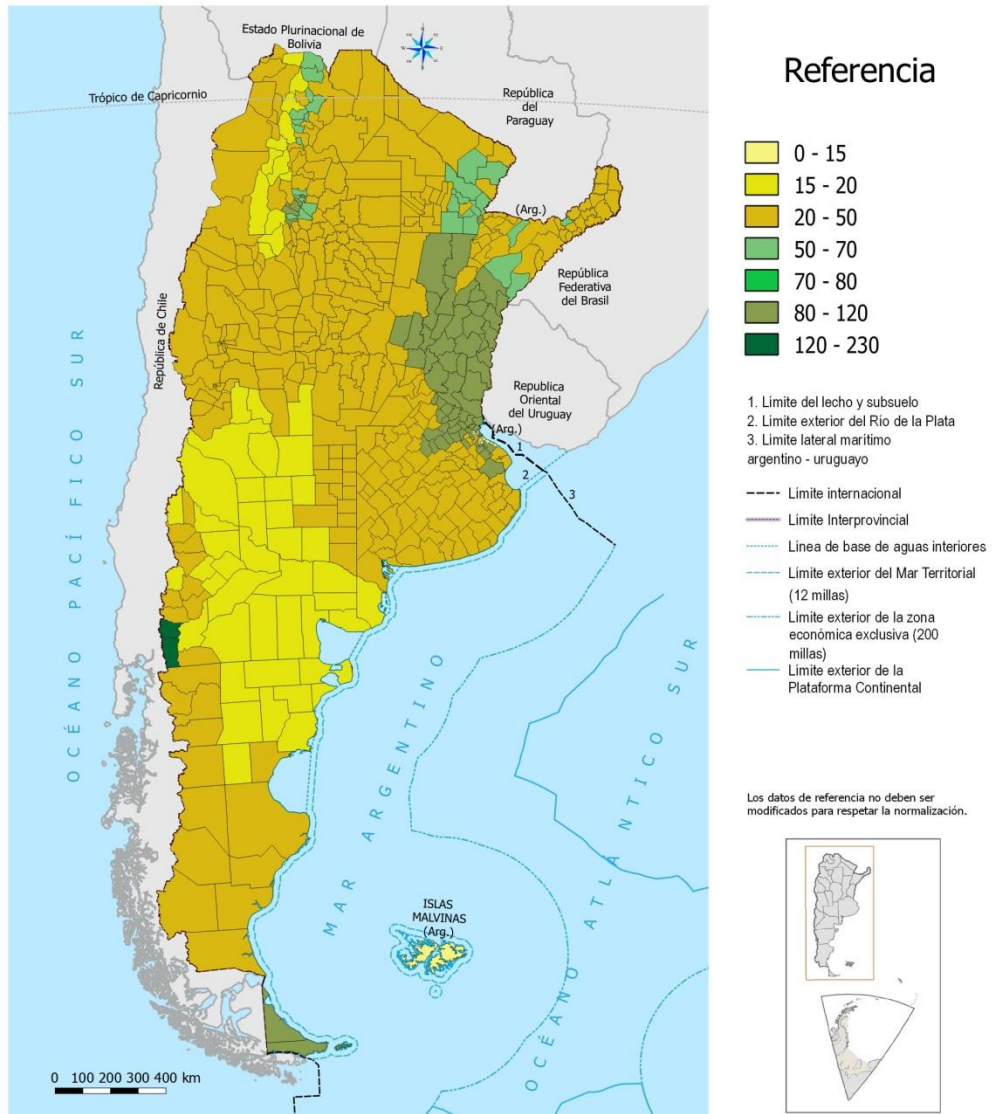 Estado Plurinacional de
Bolivia
Trópico de Capricornio
República
del
Paraguay
(Arg.)
República
Federativa
del Brasil
República de Chile
Republica
Oriental
del Uruguay
(Arg.)
1
2
3
OCÉANO PACÍFICO SUR
MAR ARGENTINO
OCÉANO ATLÁNTICO SUR
ISLAS
MALVINAS
(Arg.)
0 100 200 300 400 km
Referencia
0 - 15
15 - 20
20 - 50
50 - 70
70 - 80
80 - 120
120 - 230
1. Limite del lecho y subsuelo
2. Limite exterior del Río de la Plata
3. Limite lateral marítimo
argentino - uruguayo
Límite internacional
Límite Interprovincial
Linea de base de aguas interiores
Límite exterior del Mar Territorial
(12 millas)
Límite exterior de la zona
económica exclusiva (200
millas)
Límite exterior de la
Plataforma Continental
Los datos de referencia no deben ser
modificados para respetar la normalización.